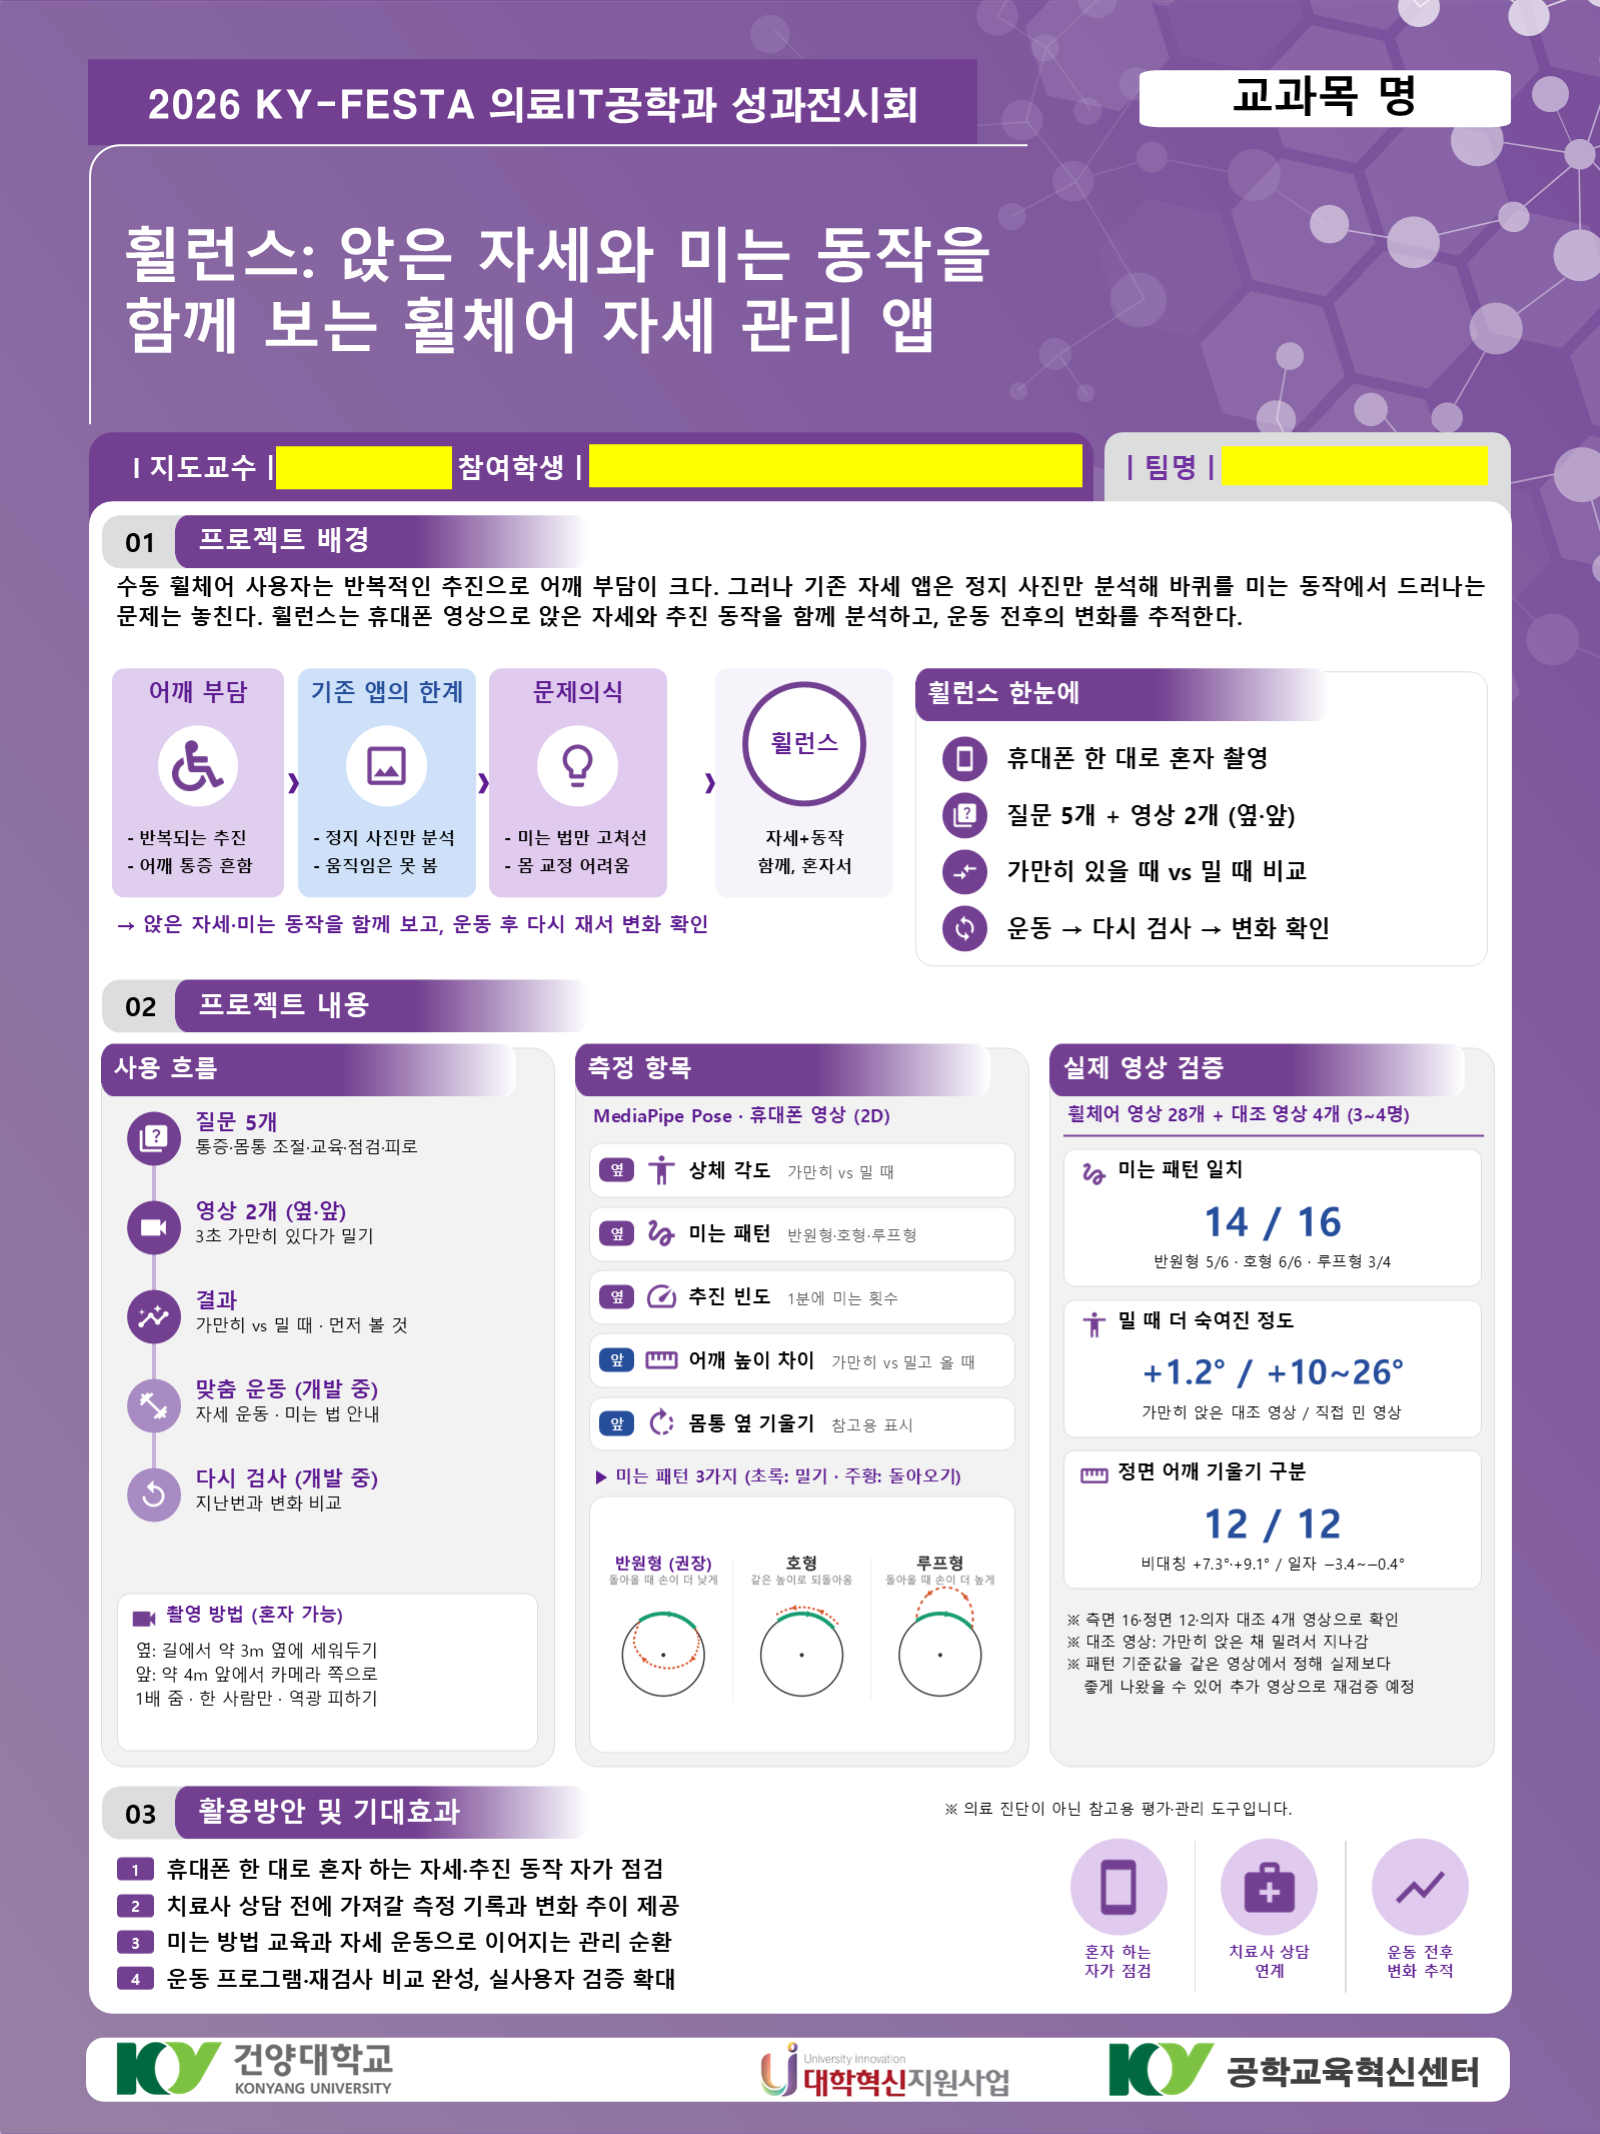 2026 KY-FESTA 의료IT공학과 성과전시회
교과목 명
휠런스: 앉은 자세와 미는 동작을
함께 보는 휠체어 자세 관리 앱
| 지도교수 |
참여학생 |
| 팀명 |
01 프로젝트 배경
수동 휠체어 사용자는 반복적인 추진으로 어깨 부담이 크다. 그러나 기존 자세 앱은 정지 사진만 분석해 바퀴를 미는 동작에서 드러나는
문제는 놓친다. 휠런스는 휴대폰 영상으로 앉은 자세와 추진 동작을 함께 분석하고, 운동 전후의 변화를 추적한다.
어깨 부담
- 반복되는 추진
- 어깨 통증 흔함
기존 앱의 한계
- 정지 사진만 분석
- 움직임은 못 봄
문제의식
- 미는 법만 고쳐선
- 몸 교정 어려움
휠런스
자세+동작
함께, 혼자서
→ 앉은 자세·미는 동작을 함께 보고, 운동 후 다시 재서 변화 확인
휠런스 한눈에
휴대폰 한 대로 혼자 촬영
질문 5개 + 영상 2개 (옆·앞)
가만히 있을 때 vs 밀 때 비교
운동 → 다시 검사 → 변화 확인
02 프로젝트 내용
사용 흐름
질문 5개
통증·몸통 조절·교육·점검·피로
영상 2개 (옆·앞)
3초 가만히 있다가 밀기
결과
가만히 vs 밀 때 · 먼저 볼 것
맞춤 운동 (개발 중)
자세 운동 · 미는 법 안내
다시 검사 (개발 중)
지난번과 변화 비교
촬영 방법 (혼자 가능)
옆: 길에서 약 3m 옆에 세워두기
앞: 약 4m 앞에서 카메라 쪽으로
1배 줌 · 한 사람만 · 역광 피하기
측정 항목
MediaPipe Pose · 휴대폰 영상 (2D)
옆 상체 각도 가만히 vs 밀 때
옆 미는 패턴 반원형·호형·루프형
옆 추진 빈도 1분에 미는 횟수
앞 어깨 높이 차이 가만히 vs 밀고 올 때
앞 몸통 옆 기울기 참고용 표시
▶ 미는 패턴 3가지 (초록: 밀기 · 주황: 돌아오기)
반원형 (권장)
돌아올 때 손이 더 낮게
호형
같은 높이로 되돌아옴
루프형
돌아올 때 손이 더 높게
실제 영상 검증
휠체어 영상 28개 + 대조 영상 4개 (3~4명)
미는 패턴 일치
14 / 16
반원형 5/6 · 호형 6/6 · 루프형 3/4
밀 때 더 숙여진 정도
+1.2° / +10~26°
가만히 앉은 대조 영상 / 직접 민 영상
정면 어깨 기울기 구분
12 / 12
비대칭 +7.3°·+9.1° / 일자 −3.4~−0.4°
※ 측면 16·정면 12·의자 대조 4개 영상으로 확인
※ 대조 영상: 가만히 앉은 채 밀려서 지나감
※ 패턴 기준값을 같은 영상에서 정해 실제보다
좋게 나왔을 수 있어 추가 영상으로 재검증 예정
03 활용방안 및 기대효과
※ 의료 진단이 아닌 참고용 평가·관리 도구입니다.
1 휴대폰 한 대로 혼자 하는 자세·추진 동작 자가 점검
2 치료사 상담 전에 가져갈 측정 기록과 변화 추이 제공
3 미는 방법 교육과 자세 운동으로 이어지는 관리 순환
4 운동 프로그램·재검사 비교 완성, 실사용자 검증 확대
혼자 하는
자가 점검
치료사 상담
연계
운동 전후
변화 추적
KY 건양대학교
KONYANG UNIVERSITY
University Innovation
대학혁신지원사업
KY 공학교육혁신센터